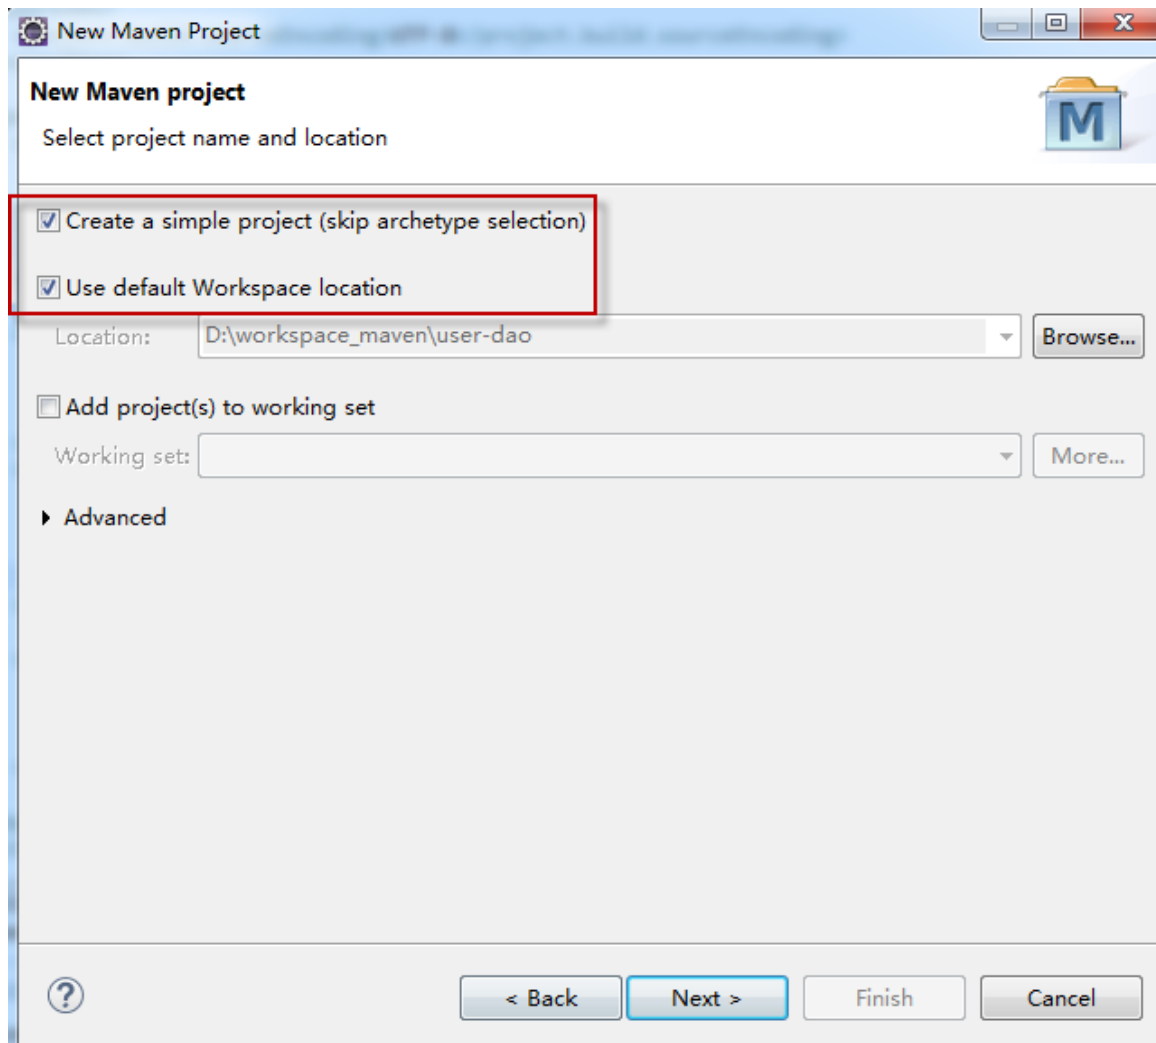 New Maven Project
New Maven project
Select project name and location
M
Create a simple project (skip archetype selection)
Use default Workspace location
Location: D:\workspace_maven\user-dao Browse...
Add project(s) to working set
Working set: More...
Advanced
? < Back Next > Finish Cancel